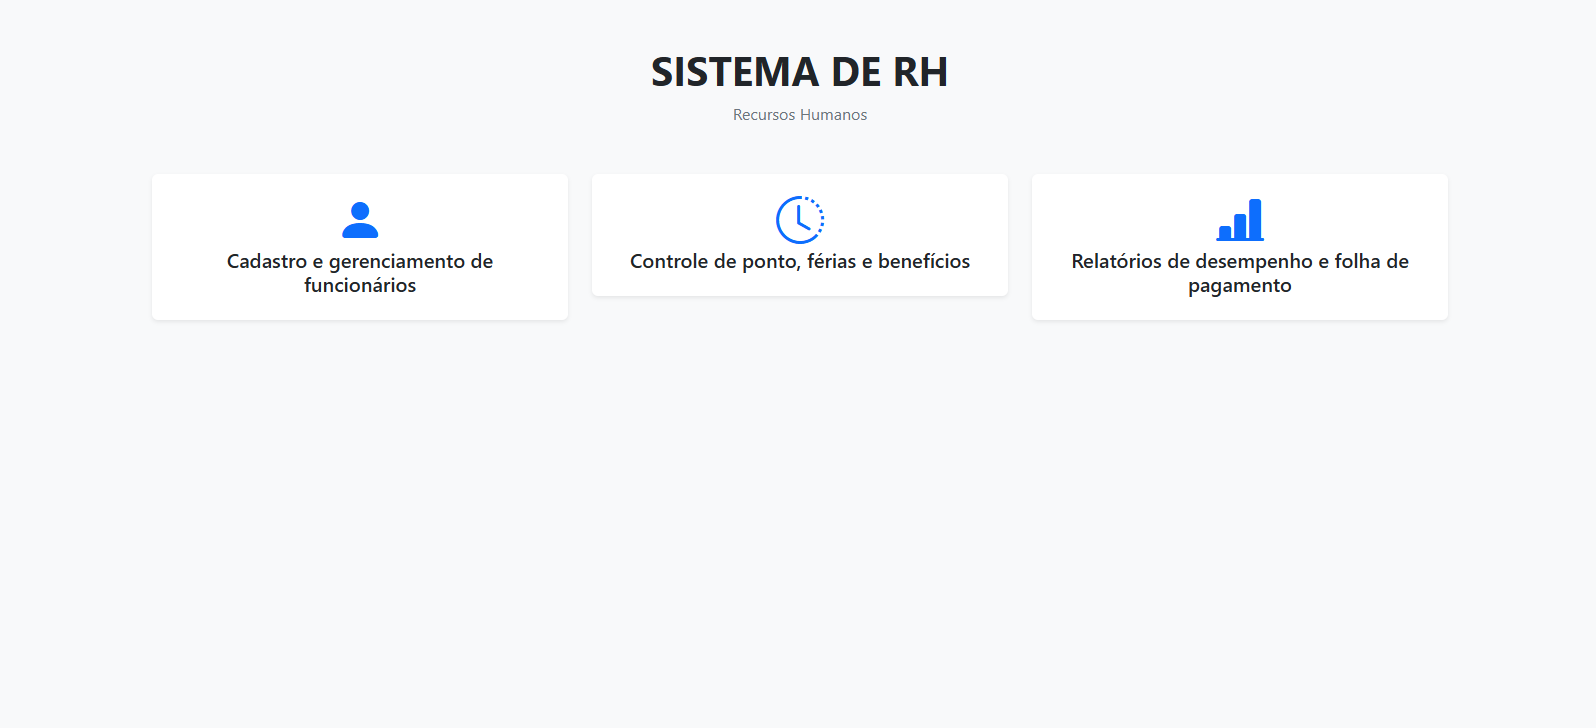 SISTEMA DE RH
Recursos Humanos
Cadastro e gerenciamento de
funcionários
Controle de ponto, férias e benefícios
Relatórios de desempenho e folha de
pagamento